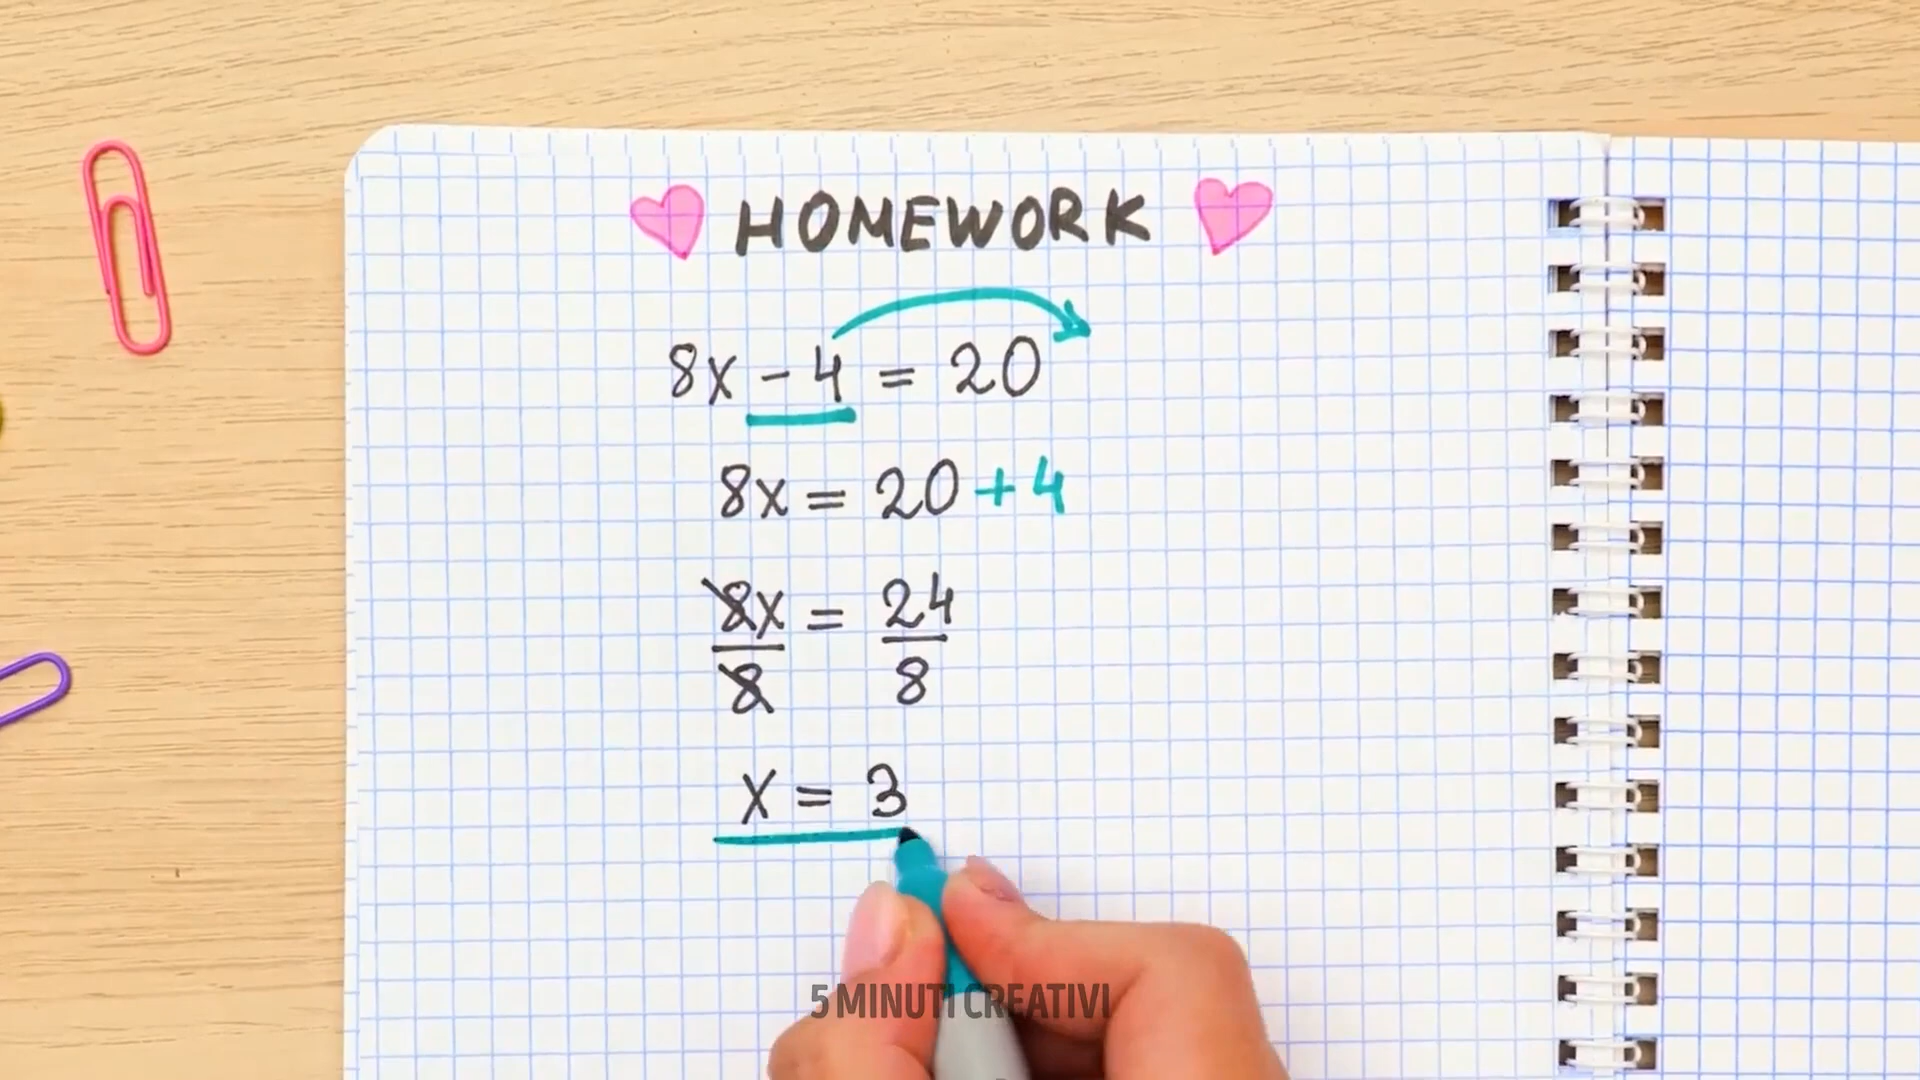 HOMEWORK
8x - 4 = 20
8x = 20 + 4
8x/8 = 24/8
x = 3
5 MINUTI CREATIVI